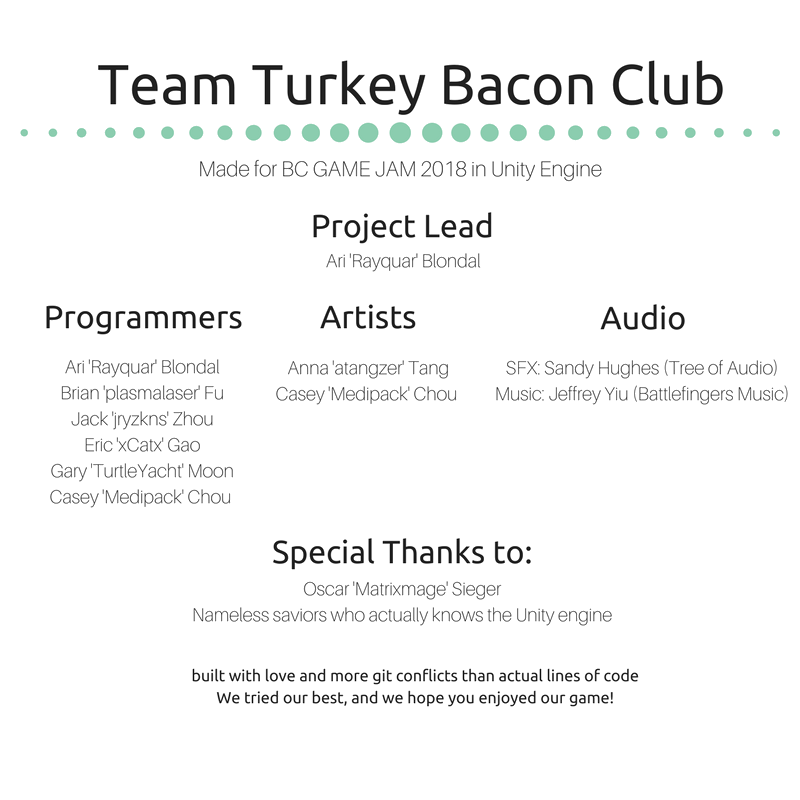 Team Turkey Bacon Club
Made for BC GAME JAM 2018 in Unity Engine
Project Lead
Ari 'Rayquar' Blondal
Programmers
Ari 'Rayquar' Blondal
Brian 'plasmalaser' Fu
Jack 'jryzkns' Zhou
Eric 'xCatx' Gao
Gary 'TurtleYacht' Moon
Casey 'Medipack' Chou
Artists
Anna 'atangzer' Tang
Casey 'Medipack' Chou
Audio
SFX: Sandy Hughes (Tree of Audio)
Music: Jeffrey Yiu (Battlefingers Music)
Special Thanks to:
Oscar 'Matrixmage' Sieger
Nameless saviors who actually knows the Unity engine
built with love and more git conflicts than actual lines of code
We tried our best, and we hope you enjoyed our game!